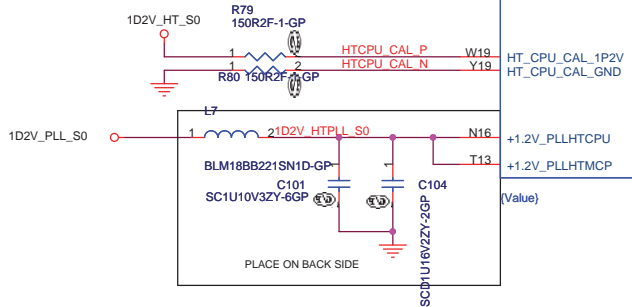 R79
1D2V_HT_S0
150R2F-1-GP
1
2
HTCPU_CAL_P
W19
HT_CPU_CAL_1P2V
1
2
HTCPU_CAL_N
Y19
HT_CPU_CAL_GND
R80 150R2F-1-GP
L7
1D2V_PLL_S0
1
2
1D2V_HTPLL_S0
N16
+1.2V_PLLHTCPU
BLM18BB221SN1D-GP
1
1
T13
+1.2V_PLLHTMCP
C101
C104
SC1U10V3ZY-6GP
SCD1U16V2ZY-2GP
{Value}
PLACE ON BACK SIDE